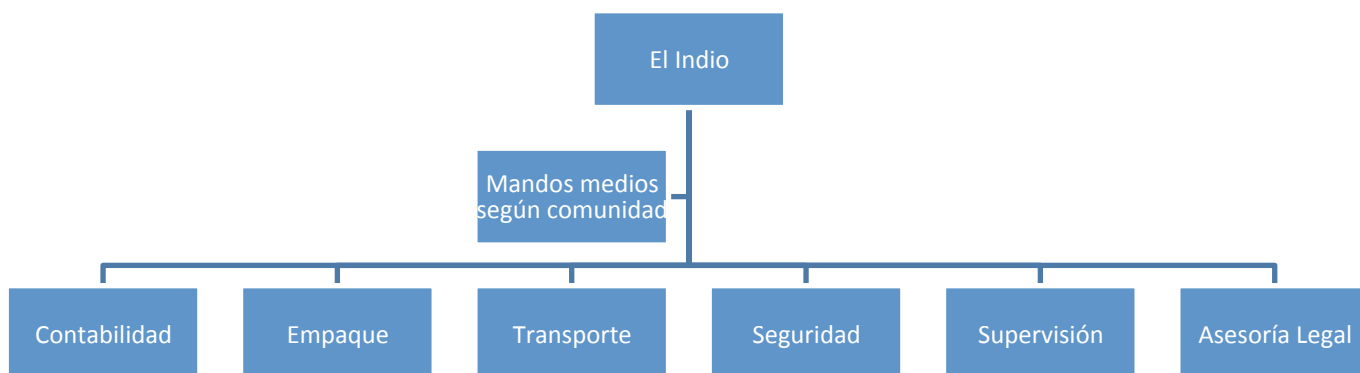 El Indio
Mandos medios
según comunidad
Contabilidad
Empaque
Transporte
Seguridad
Supervisión
Asesoría Legal